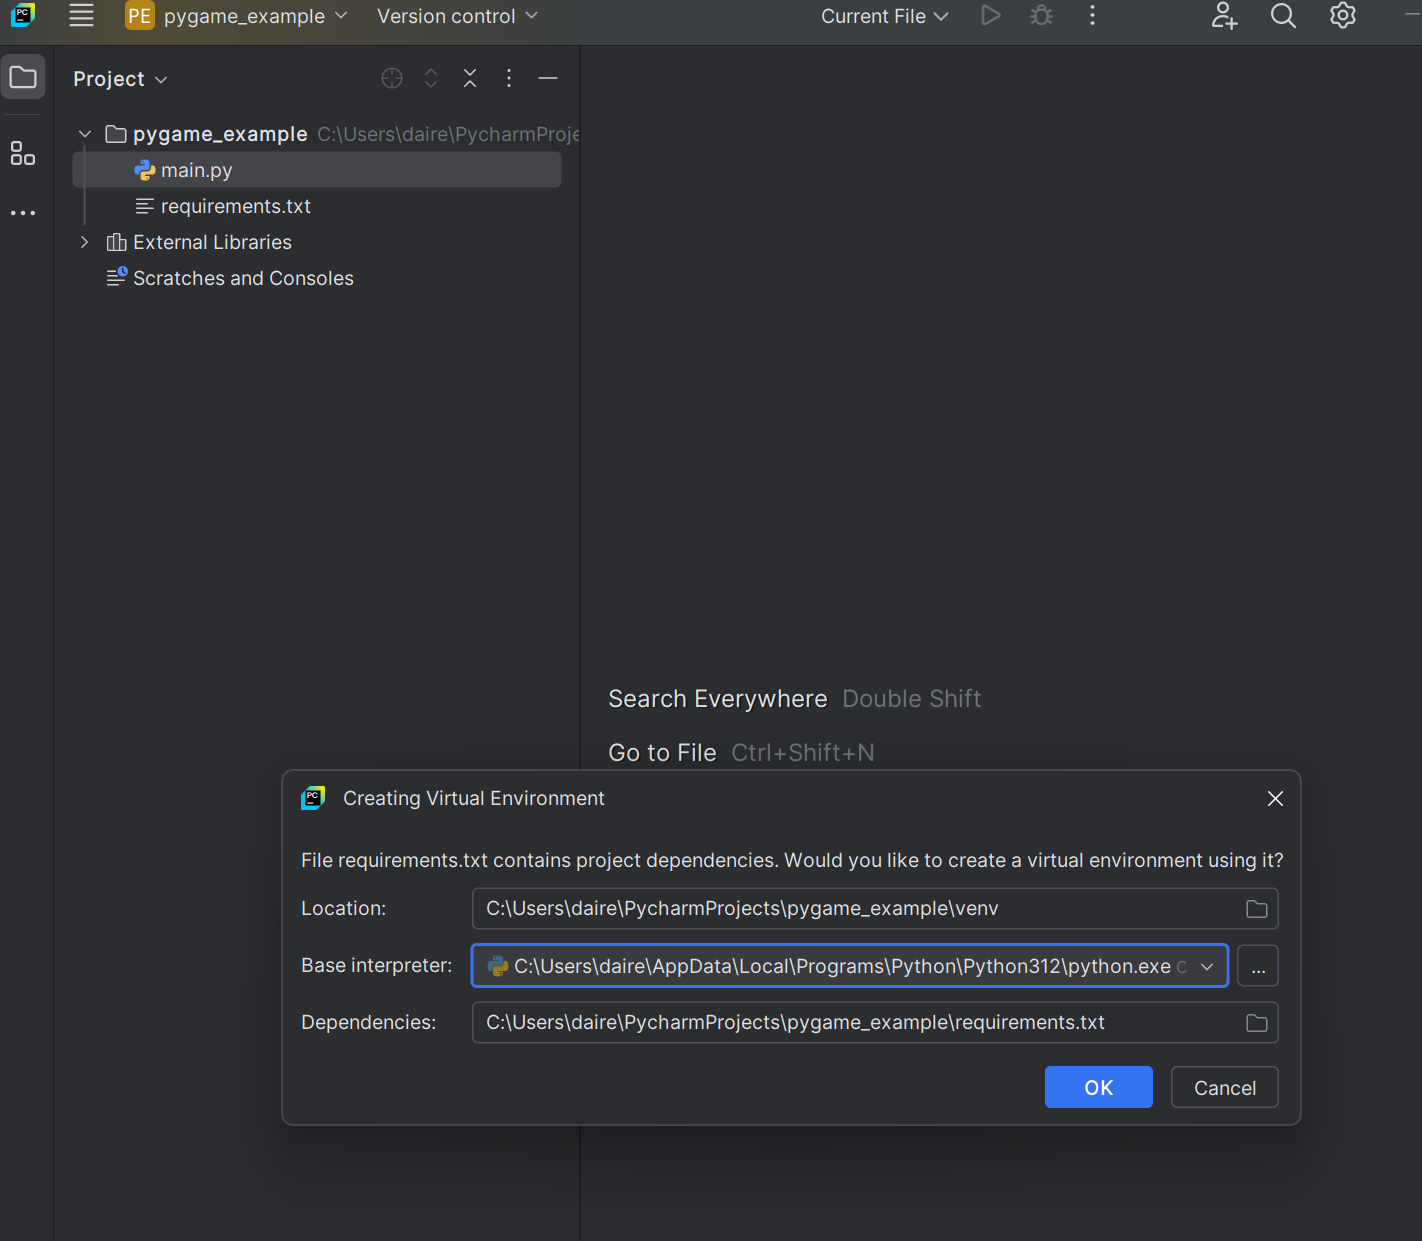 PC PE pygame_example Version control Current File
Project
pygame_example C:\Users\daire\PycharmProje
main.py
requirements.txt
External Libraries
Scratches and Consoles
Search Everywhere Double Shift
Go to File Ctrl+Shift+N
PC Creating Virtual Environment
File requirements.txt contains project dependencies. Would you like to create a virtual environment using it?
Location: C:\Users\daire\PycharmProjects\pygame_example\venv
Base interpreter: C:\Users\daire\AppData\Local\Programs\Python\Python312\python.exe ...
Dependencies: C:\Users\daire\PycharmProjects\pygame_example\requirements.txt
OK Cancel